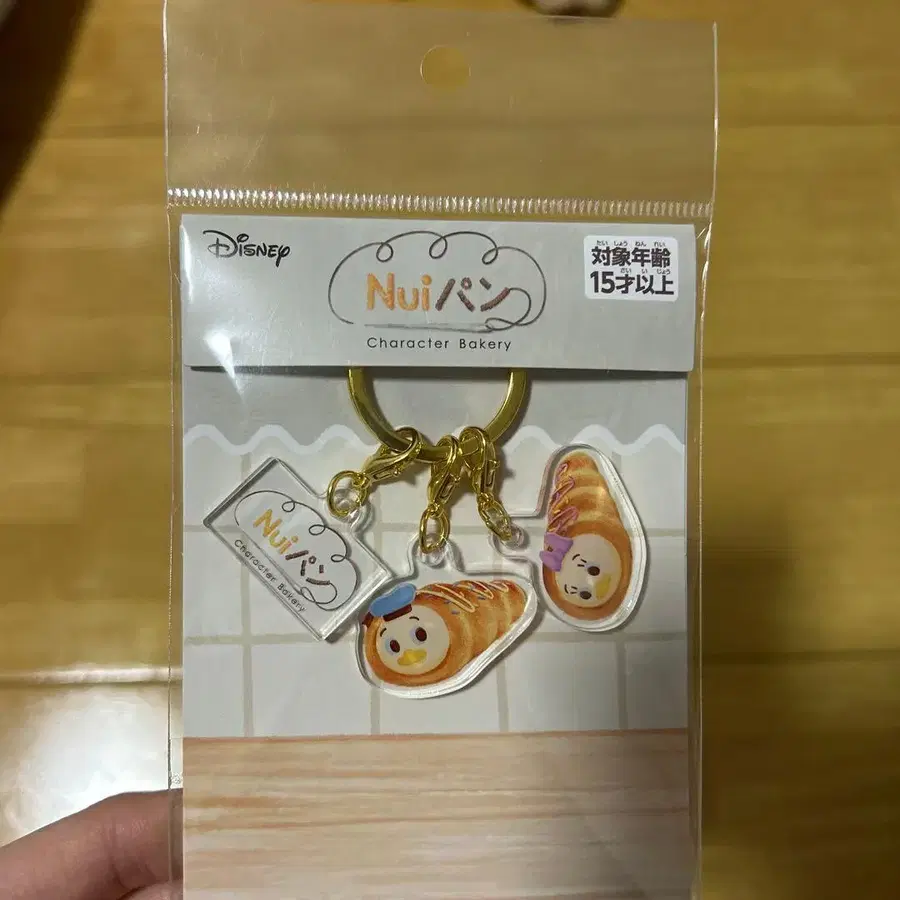 Disney
Nuiパン
Character Bakery
たいしょうねんれい
対象年齢
さいいじょう
15才以上
Nuiパン
Character Bakery